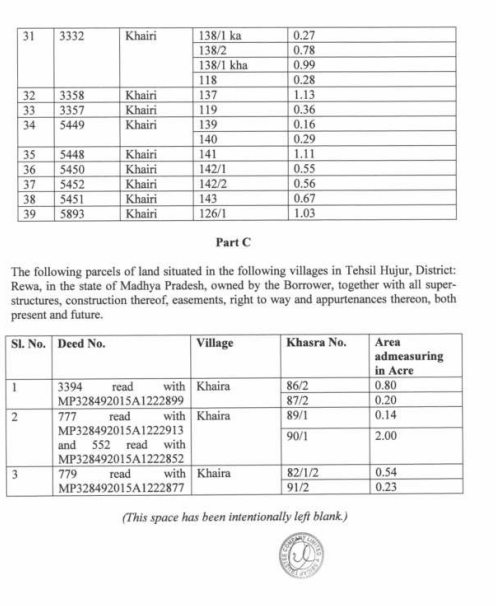 31 3332 Khairi 138/1 ka 0.27
138/2 0.78
138/1 kha 0.99
118 0.28
32 3358 Khairi 137 1.13
33 3357 Khairi 119 0.36
34 5449 Khairi 139 0.16
140 0.29
35 5448 Khairi 141 1.11
36 5450 Khairi 142/1 0.55
37 5452 Khairi 142/2 0.56
38 5451 Khairi 143 0.67
39 5893 Khairi 126/1 1.03
Part C
The following parcels of land situated in the following villages in Tehsil Hujur, District:
Rewa, in the state of Madhya Pradesh, owned by the Borrower, together with all super-
structures, construction thereof, easements, right to way and appurtenances thereon, both
present and future.
Sl. No. Deed No. Village Khasra No. Area
admeasuring
in Acre
1 3394 read with Khaira 86/2 0.80
MP328492015A1222899 87/2 0.20
2 777 read with Khaira 89/1 0.14
MP328492015A1222913
90/1 2.00
and 552 read with
MP328492015A1222852
3 779 read with Khaira 82/1/2 0.54
MP328492015A1222877 91/2 0.23
(This space has been intentionally left blank.)
COMPANY LIMITED